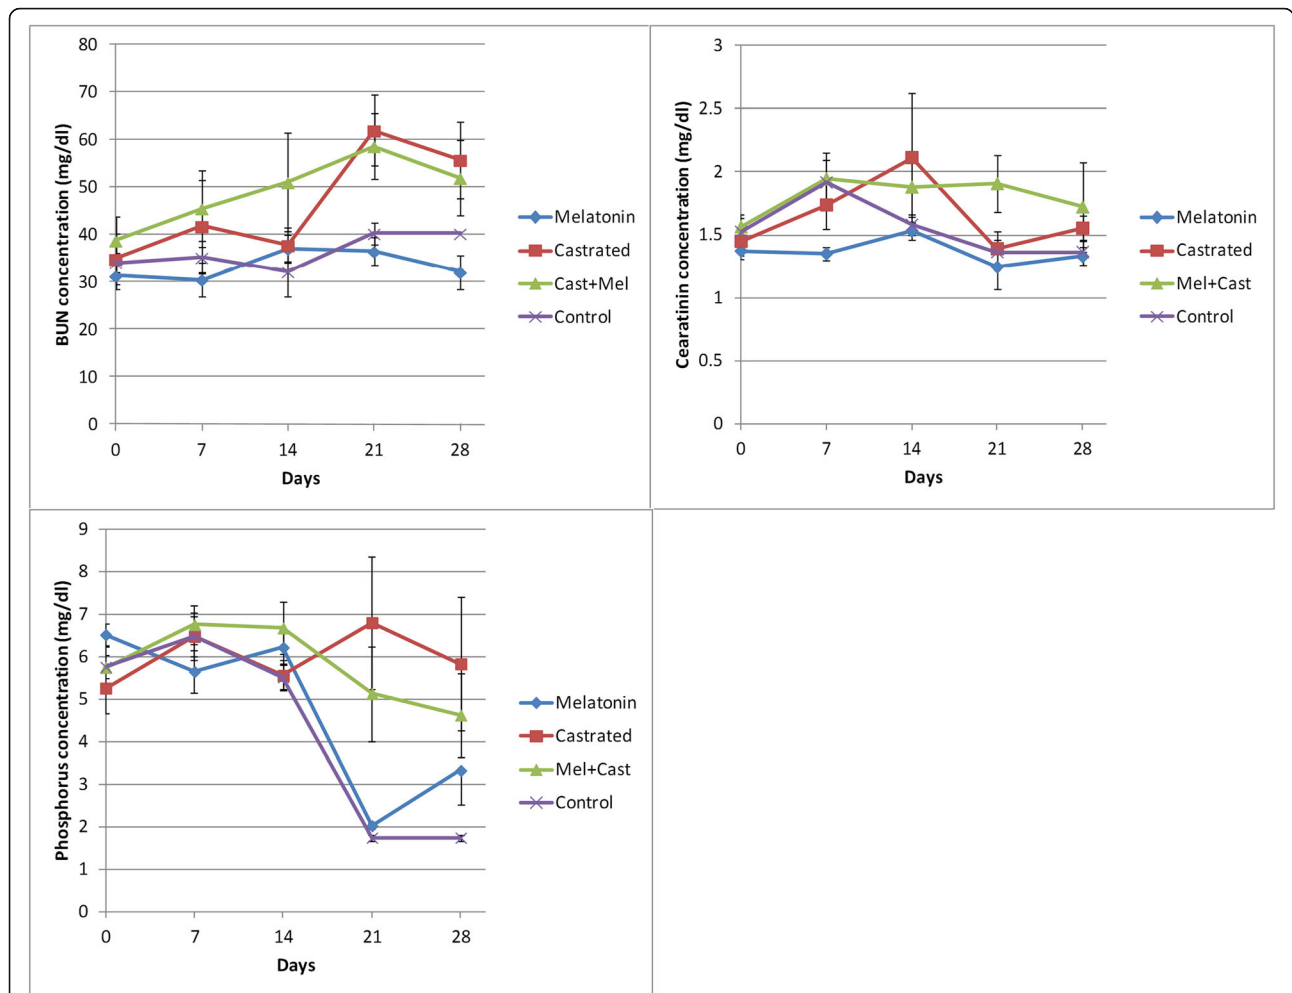 BUN concentration (mg/dl)
80
70
60
50
40
30
20
10
0
0 7 14 21 28
Days
Melatonin
Castrated
Cast+Mel
Control
Cearatinin concentration (mg/dl)
3
2.5
2
1.5
1
0.5
0
0 7 14 21 28
Days
Melatonin
Castrated
Mel+Cast
Control
Phosphorus concentration (mg/dl)
9
8
7
6
5
4
3
2
1
0
0 7 14 21 28
Days
Melatonin
Castrated
Mel+Cast
Control